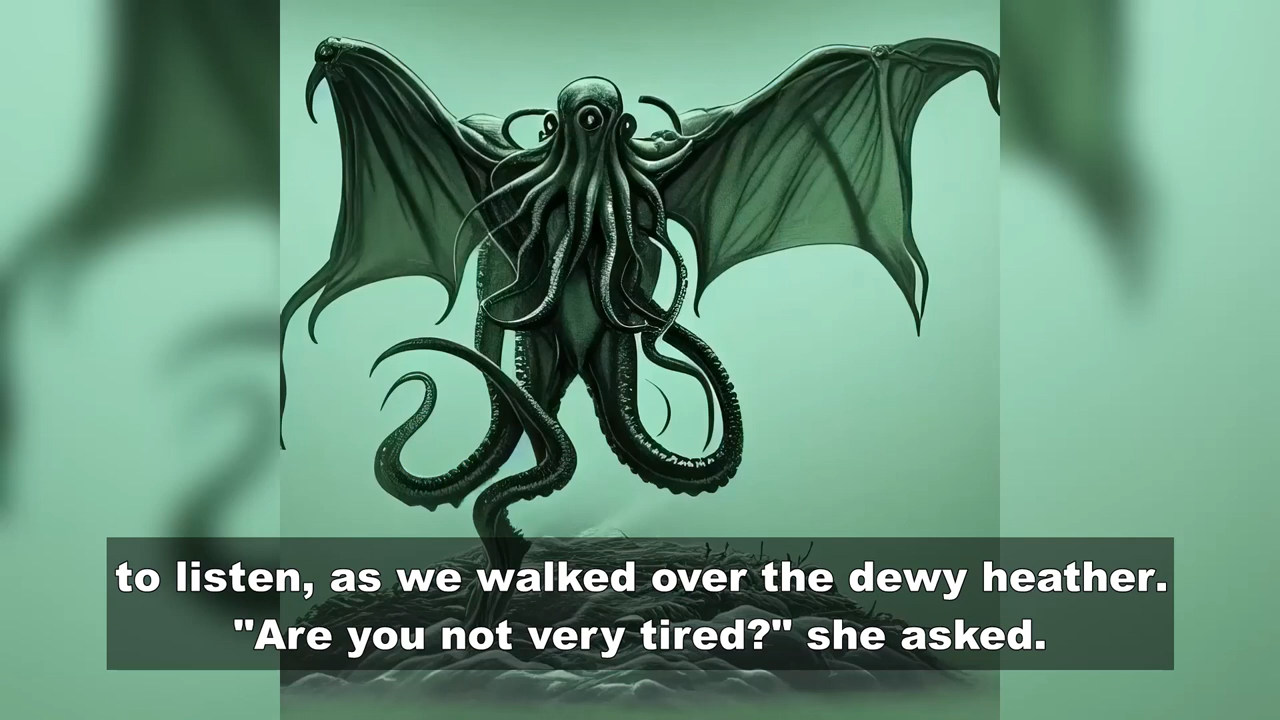 to listen, as we walked over the dewy heather.
"Are you not very tired?" she asked.